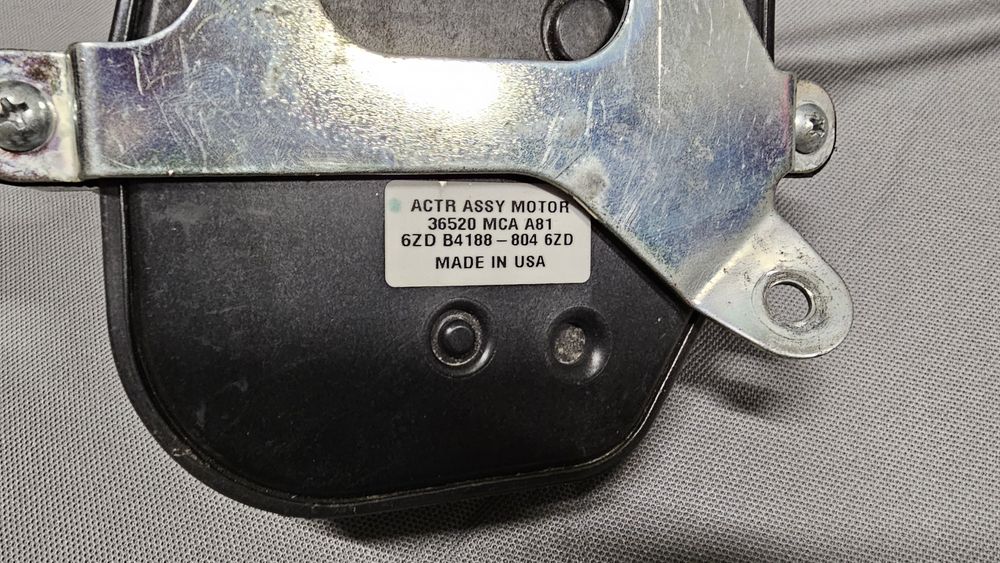 ACTR ASSY MOTOR
36520 MCA A81
6ZD B4188-804 6ZD
MADE IN USA